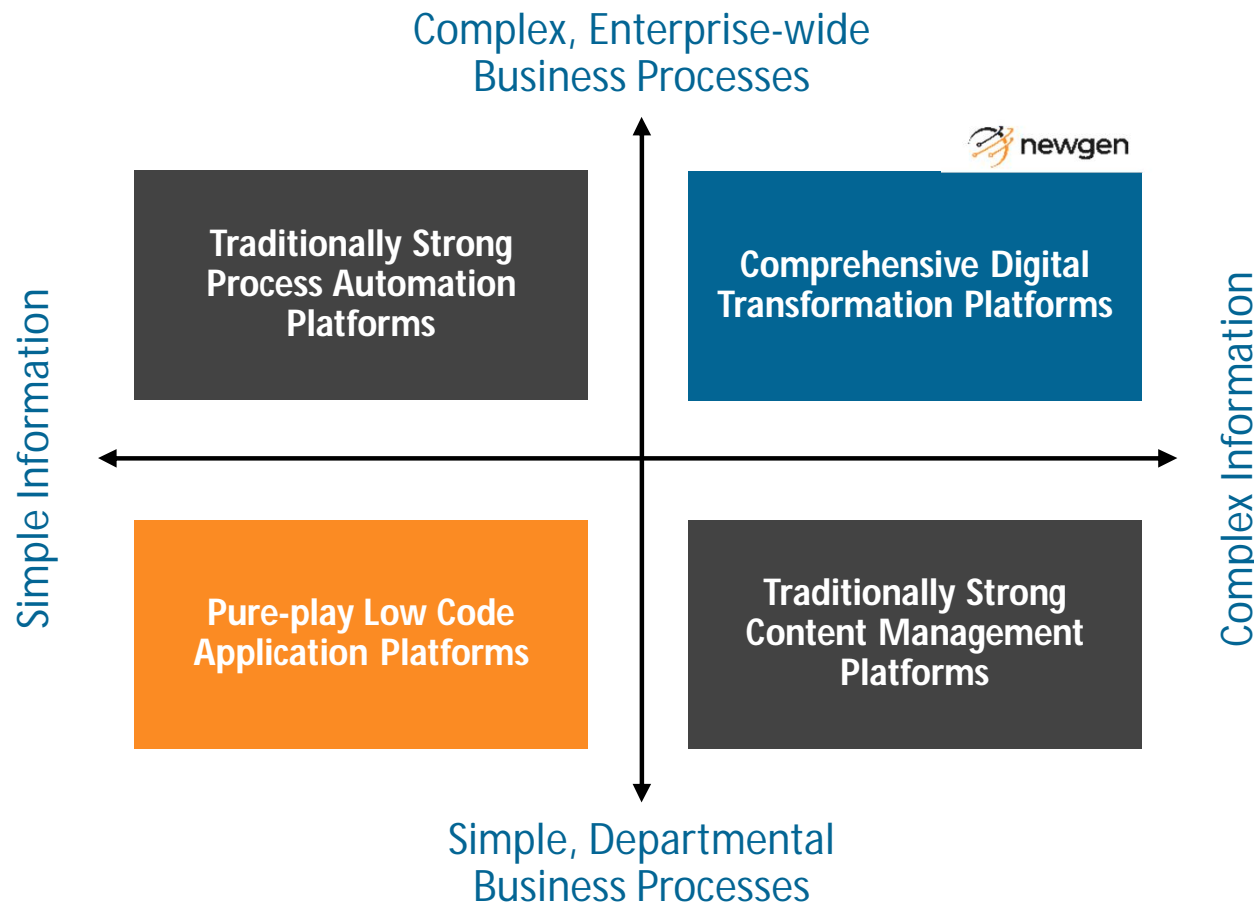 Complex, Enterprise-wide
Business Processes
newgen
Traditionally Strong
Process Automation
Platforms
Comprehensive Digital
Transformation Platforms
Simple Information
Complex Information
Pure-play Low Code
Application Platforms
Traditionally Strong
Content Management
Platforms
Simple, Departmental
Business Processes